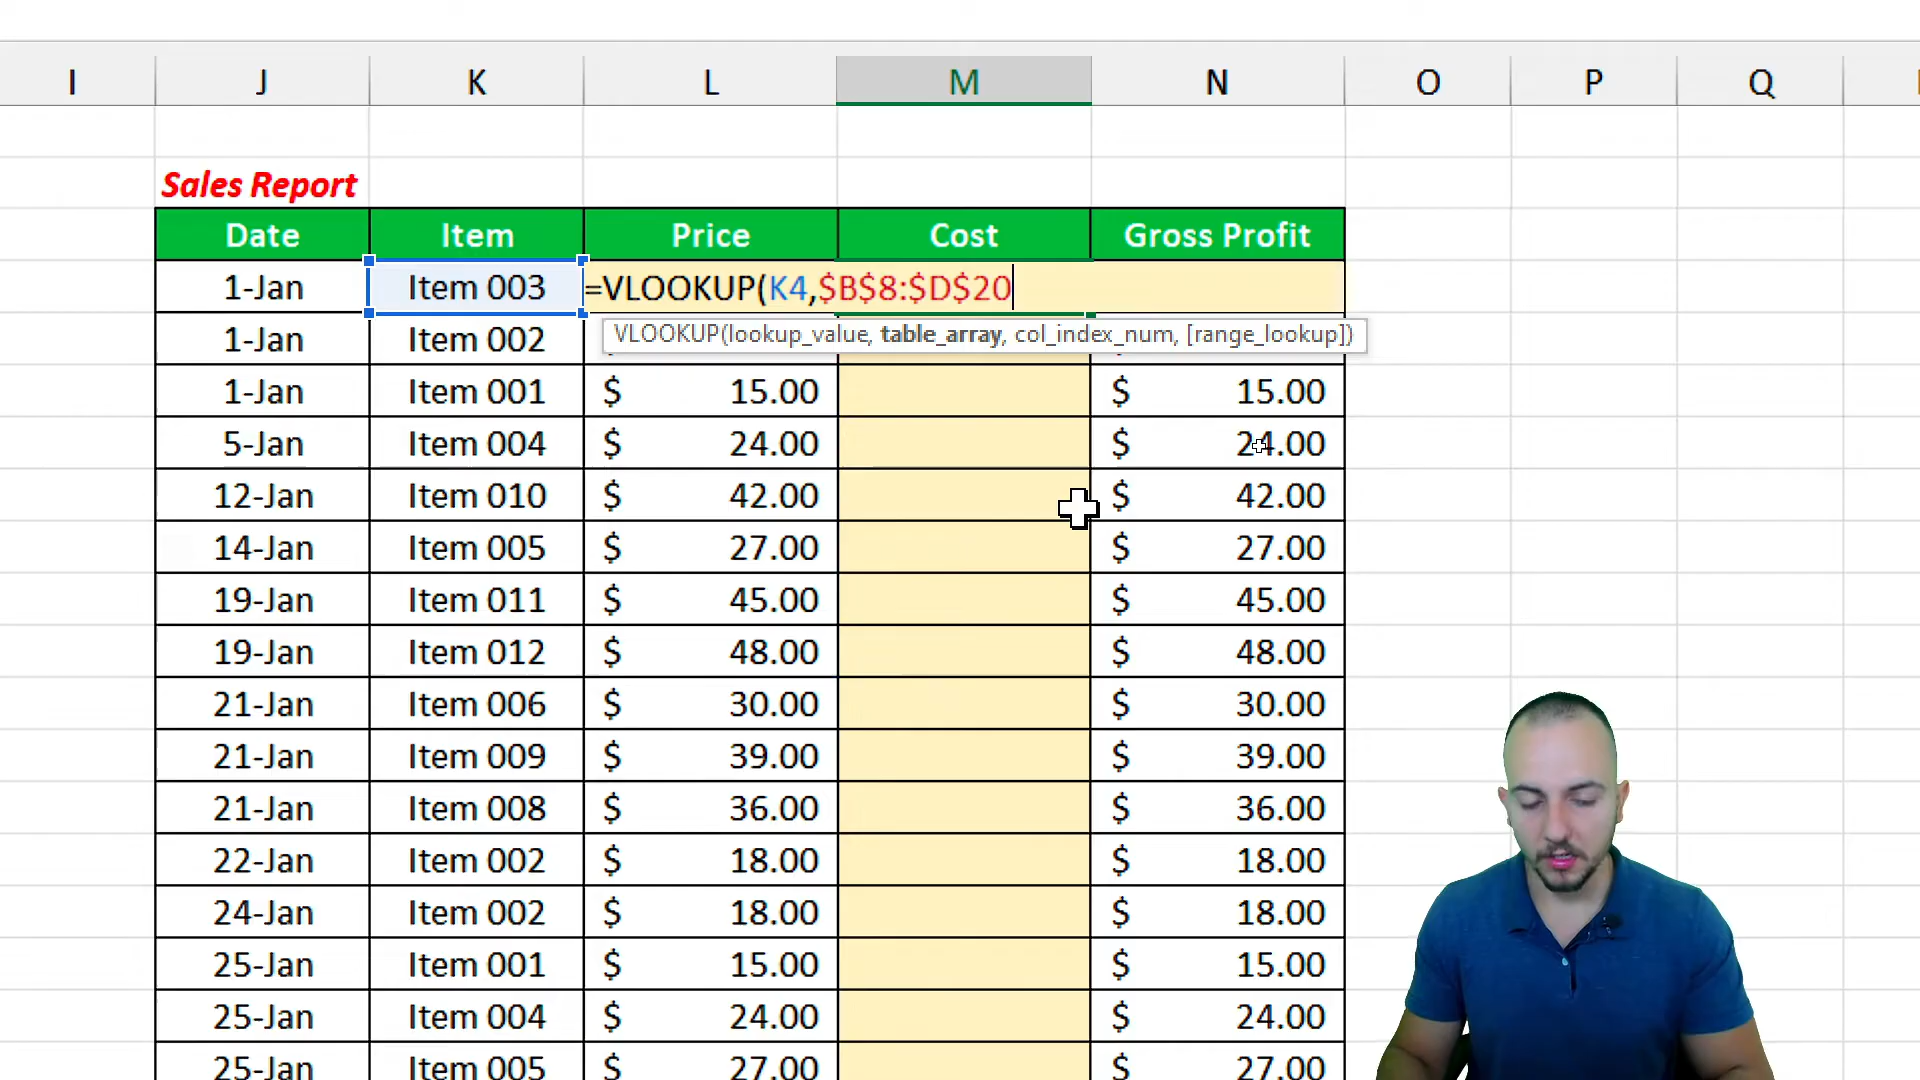 I J K L M N O P Q
Sales Report
Date Item Price Cost Gross Profit
1-Jan Item 003 =VLOOKUP(K4,$B$8:$D$20
1-Jan Item 002 VLOOKUP(lookup_value, table_array, col_index_num, [range_lookup])
1-Jan Item 001 $ 15.00 $ 15.00
5-Jan Item 004 $ 24.00 $ 24.00
12-Jan Item 010 $ 42.00 $ 42.00
14-Jan Item 005 $ 27.00 $ 27.00
19-Jan Item 011 $ 45.00 $ 45.00
19-Jan Item 012 $ 48.00 $ 48.00
21-Jan Item 006 $ 30.00 $ 30.00
21-Jan Item 009 $ 39.00 $ 39.00
21-Jan Item 008 $ 36.00 $ 36.00
22-Jan Item 002 $ 18.00 $ 18.00
24-Jan Item 002 $ 18.00 $ 18.00
25-Jan Item 001 $ 15.00 $ 15.00
25-Jan Item 004 $ 24.00 $ 24.00
25-Jan Item 005 $ 27.00 $ 27.00